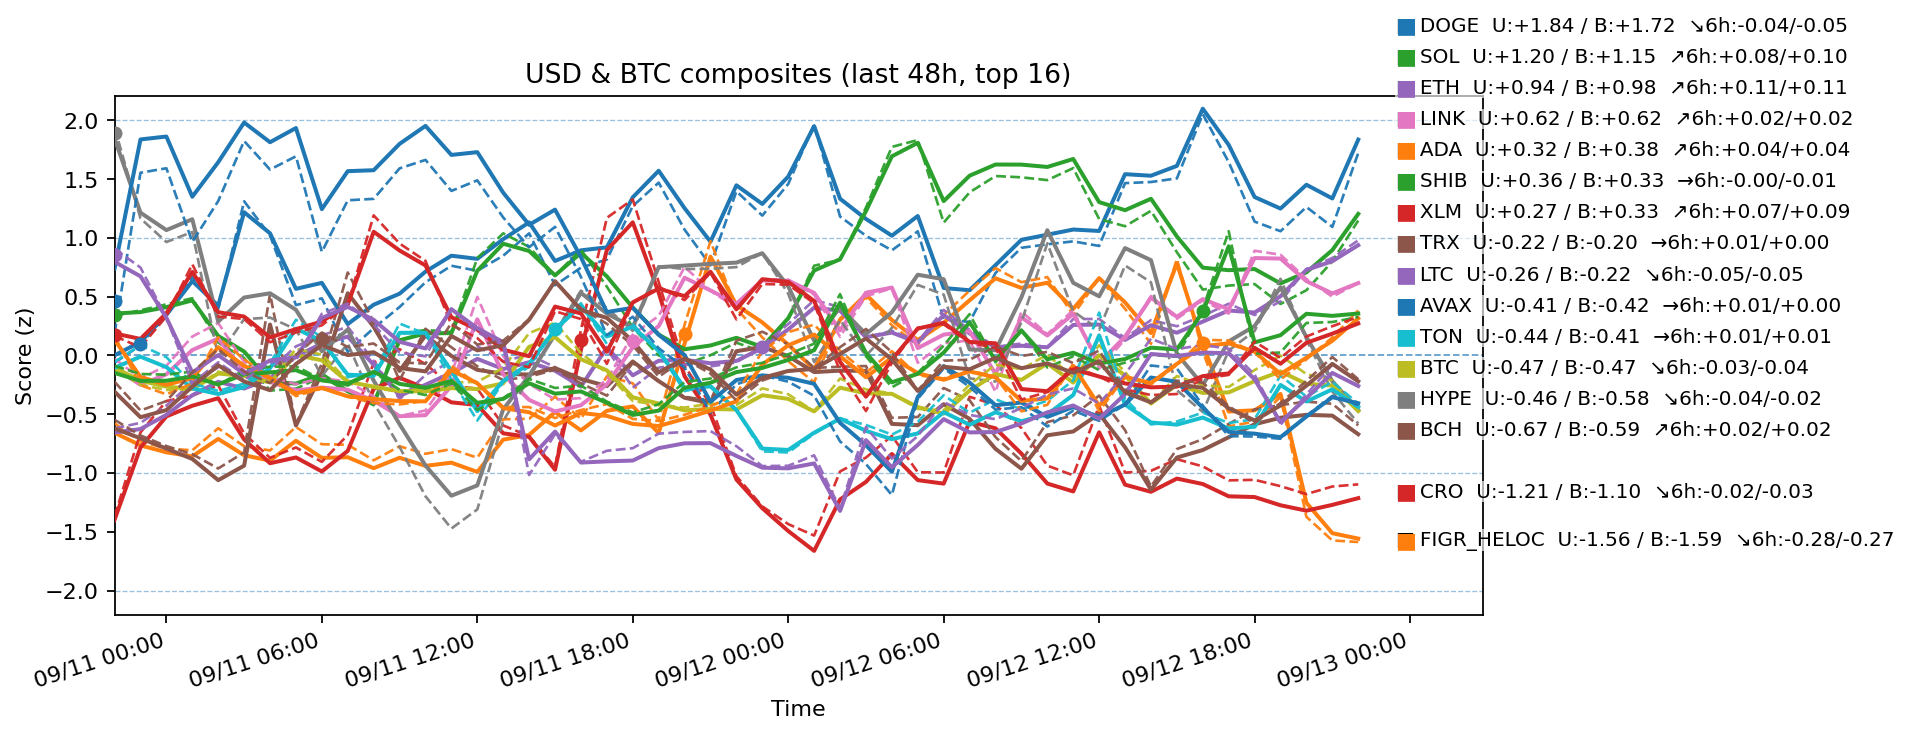 DOGE  U:+1.84 / B:+1.72  ↘6h:-0.04/-0.05
SOL  U:+1.20 / B:+1.15  ↗6h:+0.08/+0.10
USD & BTC composites (last 48h, top 16)
ETH  U:+0.94 / B:+0.98  ↗6h:+0.11/+0.11
LINK  U:+0.62 / B:+0.62  ↗6h:+0.02/+0.02
ADA  U:+0.32 / B:+0.38  ↗6h:+0.04/+0.04
SHIB  U:+0.36 / B:+0.33  →6h:-0.00/-0.01
XLM  U:+0.27 / B:+0.33  ↗6h:+0.07/+0.09
TRX  U:-0.22 / B:-0.20  →6h:+0.01/+0.00
LTC  U:-0.26 / B:-0.22  ↘6h:-0.05/-0.05
AVAX  U:-0.41 / B:-0.42  →6h:+0.01/+0.00
TON  U:-0.44 / B:-0.41  →6h:+0.01/+0.01
BTC  U:-0.47 / B:-0.47  ↘6h:-0.03/-0.04
HYPE  U:-0.46 / B:-0.58  ↘6h:-0.04/-0.02
BCH  U:-0.67 / B:-0.59  ↗6h:+0.02/+0.02
CRO  U:-1.21 / B:-1.10  ↘6h:-0.02/-0.03
FIGR_HELOC  U:-1.56 / B:-1.59  ↘6h:-0.28/-0.27
Score (z)
2.0
1.5
1.0
0.5
0.0
−0.5
−1.0
−1.5
−2.0
09/11 00:00
09/11 06:00
09/11 12:00
09/11 18:00
09/12 00:00
09/12 06:00
09/12 12:00
09/12 18:00
09/13 00:00
Time